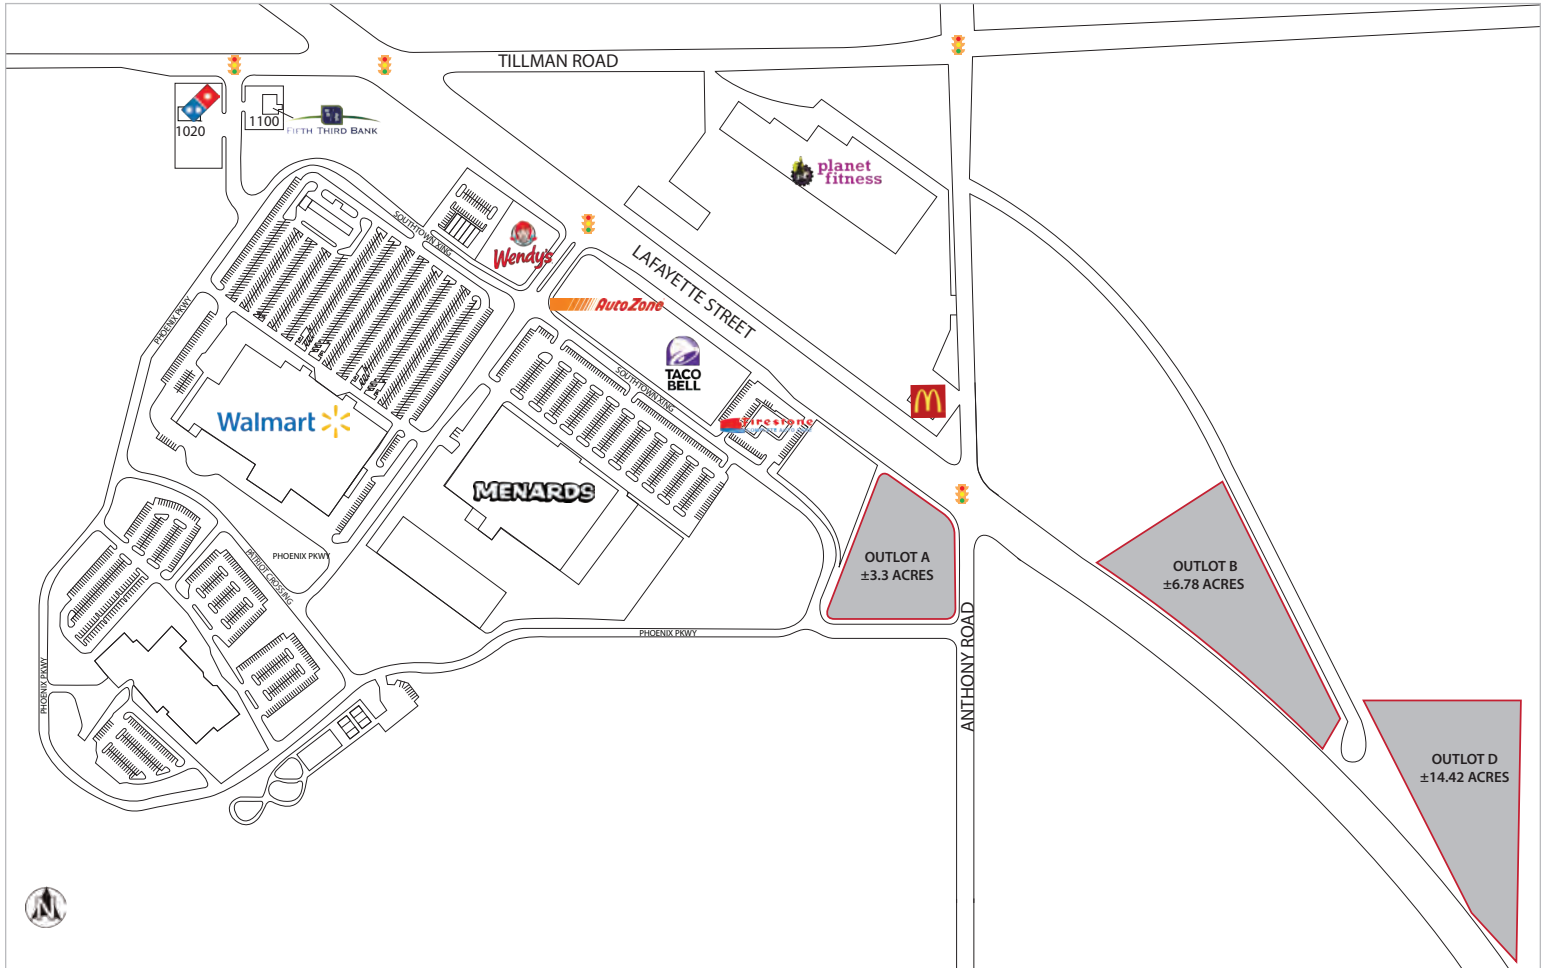 TILLMAN ROAD
1020
1100
FIFTH THIRD BANK
planet
fitness
SOUTHTOWN XING
Wendy's
LAFAYETTE STREET
AutoZone
PHOENIX PKWY
TACO
BELL
SOUTHTOWN XING
Walmart
Firestone
MENARDS
PHOENIX PKWY
PATRIOT CROSSING
OUTLOT A
±3.3 ACRES
OUTLOT B
±6.78 ACRES
PHOENIX PKWY
ANTHONY ROAD
PHOENIX PKWY
OUTLOT D
±14.42 ACRES
N